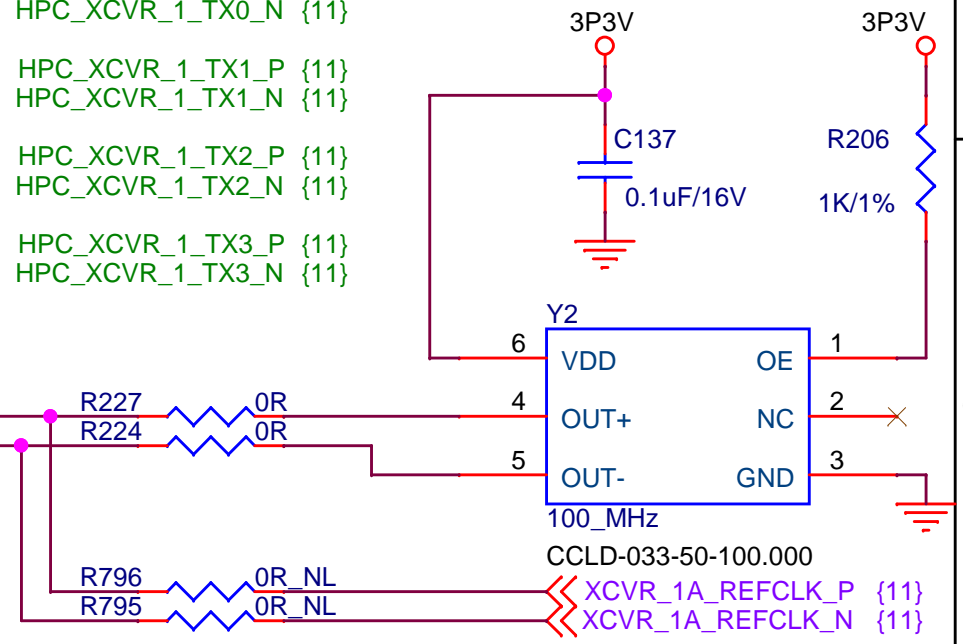 HPC_XCVR_1_TX0_N {11}
3P3V
3P3V
HPC_XCVR_1_TX1_P {11}
HPC_XCVR_1_TX1_N {11}
C137
R206
HPC_XCVR_1_TX2_P {11}
HPC_XCVR_1_TX2_N {11}
0.1uF/16V
1K/1%
HPC_XCVR_1_TX3_P {11}
HPC_XCVR_1_TX3_N {11}
Y2
6 VDD OE 1
R227 0R 4 OUT+ NC 2
R224 0R
5 OUT- GND 3
100_MHz
CCLD-033-50-100.000
R796 0R_NL XCVR_1A_REFCLK_P {11}
R795 0R_NL XCVR_1A_REFCLK_N {11}